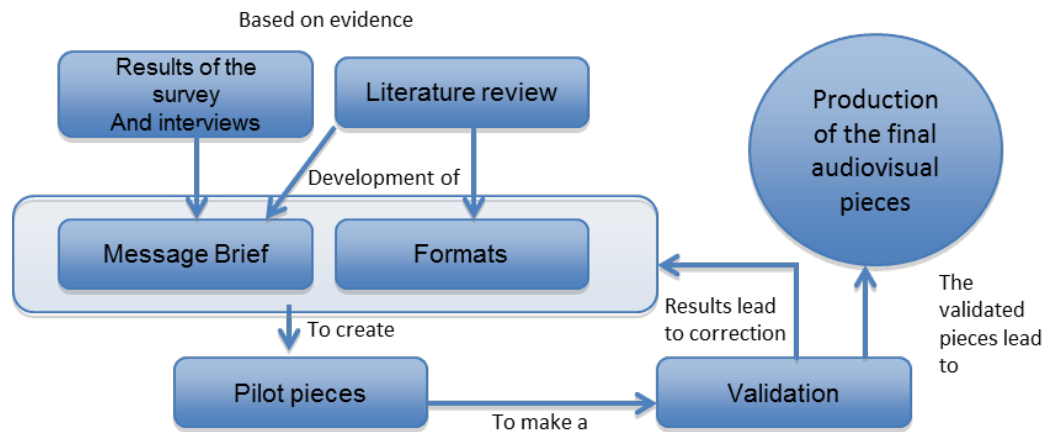 Based on evidence
Results of the
survey
And interviews
Literature review
Production
of the final
audiovisual
pieces
Development of
Message Brief
Formats
To create
Results lead
to correction
The
validated
pieces lead
to
Pilot pieces
To make a
Validation